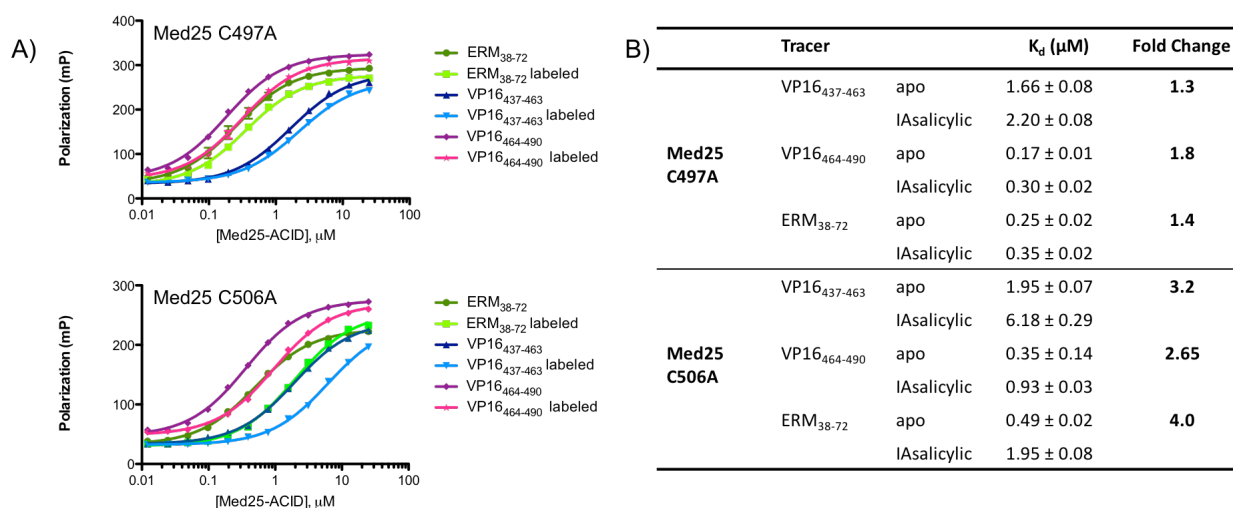 A)
Med25 C497A
400
300
200
100
0
Polarization (mP)
0.01 0.1 1 10 100
[Med25-ACID], μM
ERM38-72
ERM38-72 labeled
VP16437-463
VP16437-463 labeled
VP16464-490
VP16464-490 labeled
Med25 C506A
300
200
100
0
Polarization (mP)
0.01 0.1 1 10 100
[Med25-ACID], μM
ERM38-72
ERM38-72 labeled
VP16437-463
VP16437-463 labeled
VP16464-490
VP16464-490 labeled
B)
Tracer Kd (μM) Fold Change
Med25 C497A
VP16437-463 apo 1.66 ± 0.08 1.3
IAsalicylic 2.20 ± 0.08
VP16464-490 apo 0.17 ± 0.01 1.8
IAsalicylic 0.30 ± 0.02
ERM38-72 apo 0.25 ± 0.02 1.4
IAsalicylic 0.35 ± 0.02
Med25 C506A
VP16437-463 apo 1.95 ± 0.07 3.2
IAsalicylic 6.18 ± 0.29
VP16464-490 apo 0.35 ± 0.14 2.65
IAsalicylic 0.93 ± 0.03
ERM38-72 apo 0.49 ± 0.02 4.0
IAsalicylic 1.95 ± 0.08